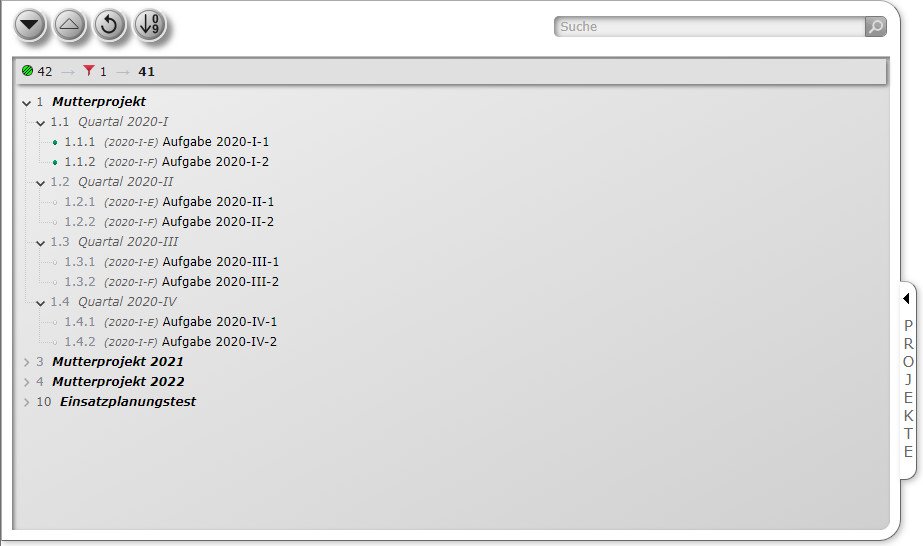 0
9
Suche
42 → 1 → 41
1 Mutterprojekt
1.1 Quartal 2020-I
1.1.1 (2020-I-E) Aufgabe 2020-I-1
1.1.2 (2020-I-F) Aufgabe 2020-I-2
1.2 Quartal 2020-II
1.2.1 (2020-I-E) Aufgabe 2020-II-1
1.2.2 (2020-I-F) Aufgabe 2020-II-2
1.3 Quartal 2020-III
1.3.1 (2020-I-E) Aufgabe 2020-III-1
1.3.2 (2020-I-F) Aufgabe 2020-III-2
1.4 Quartal 2020-IV
1.4.1 (2020-I-E) Aufgabe 2020-IV-1
1.4.2 (2020-I-F) Aufgabe 2020-IV-2
3 Mutterprojekt 2021
4 Mutterprojekt 2022
10 Einsatzplanungstest
PROJEKTE